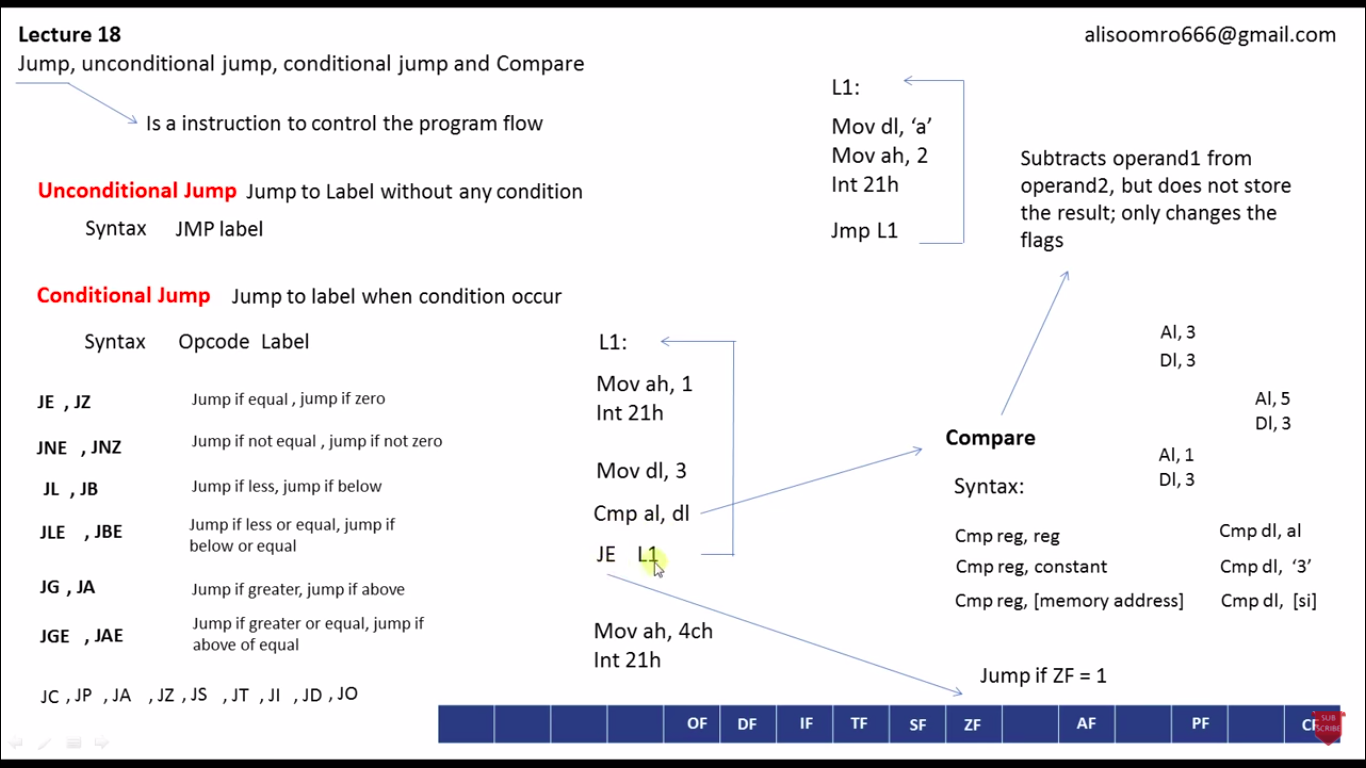 Lecture 18
alisoomro666@gmail.com
Jump, unconditional jump, conditional jump and Compare
Is a instruction to control the program flow
Unconditional Jump Jump to Label without any condition
Syntax JMP label
L1:
Mov dl, ‘a’
Mov ah, 2
Int 21h
Jmp L1
Subtracts operand1 from
operand2, but does not store
the result; only changes the
flags
Conditional Jump Jump to label when condition occur
Syntax Opcode Label
JE , JZ Jump if equal , jump if zero
JNE , JNZ Jump if not equal , jump if not zero
JL , JB Jump if less, jump if below
JLE , JBE Jump if less or equal, jump if
below or equal
JG , JA Jump if greater, jump if above
JGE , JAE Jump if greater or equal, jump if
above of equal
JC , JP , JA , JZ , JS , JT , JI , JD , JO
L1:
Mov ah, 1
Int 21h
Mov dl, 3
Cmp al, dl
JE L1
Mov ah, 4ch
Int 21h
Al, 3
Dl, 3
Al, 5
Dl, 3
Al, 1
Dl, 3
Compare
Syntax:
Cmp reg, reg Cmp dl, al
Cmp reg, constant Cmp dl, ‘3’
Cmp reg, [memory address] Cmp dl, [si]
Jump if ZF = 1
OF DF IF TF SF ZF AF PF
SUB
SCRIBE